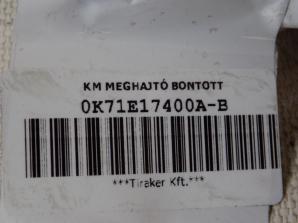 KM MEGHAJTÓ BONTOTT
0K71E17400A-B
***Tiraker Kft.***